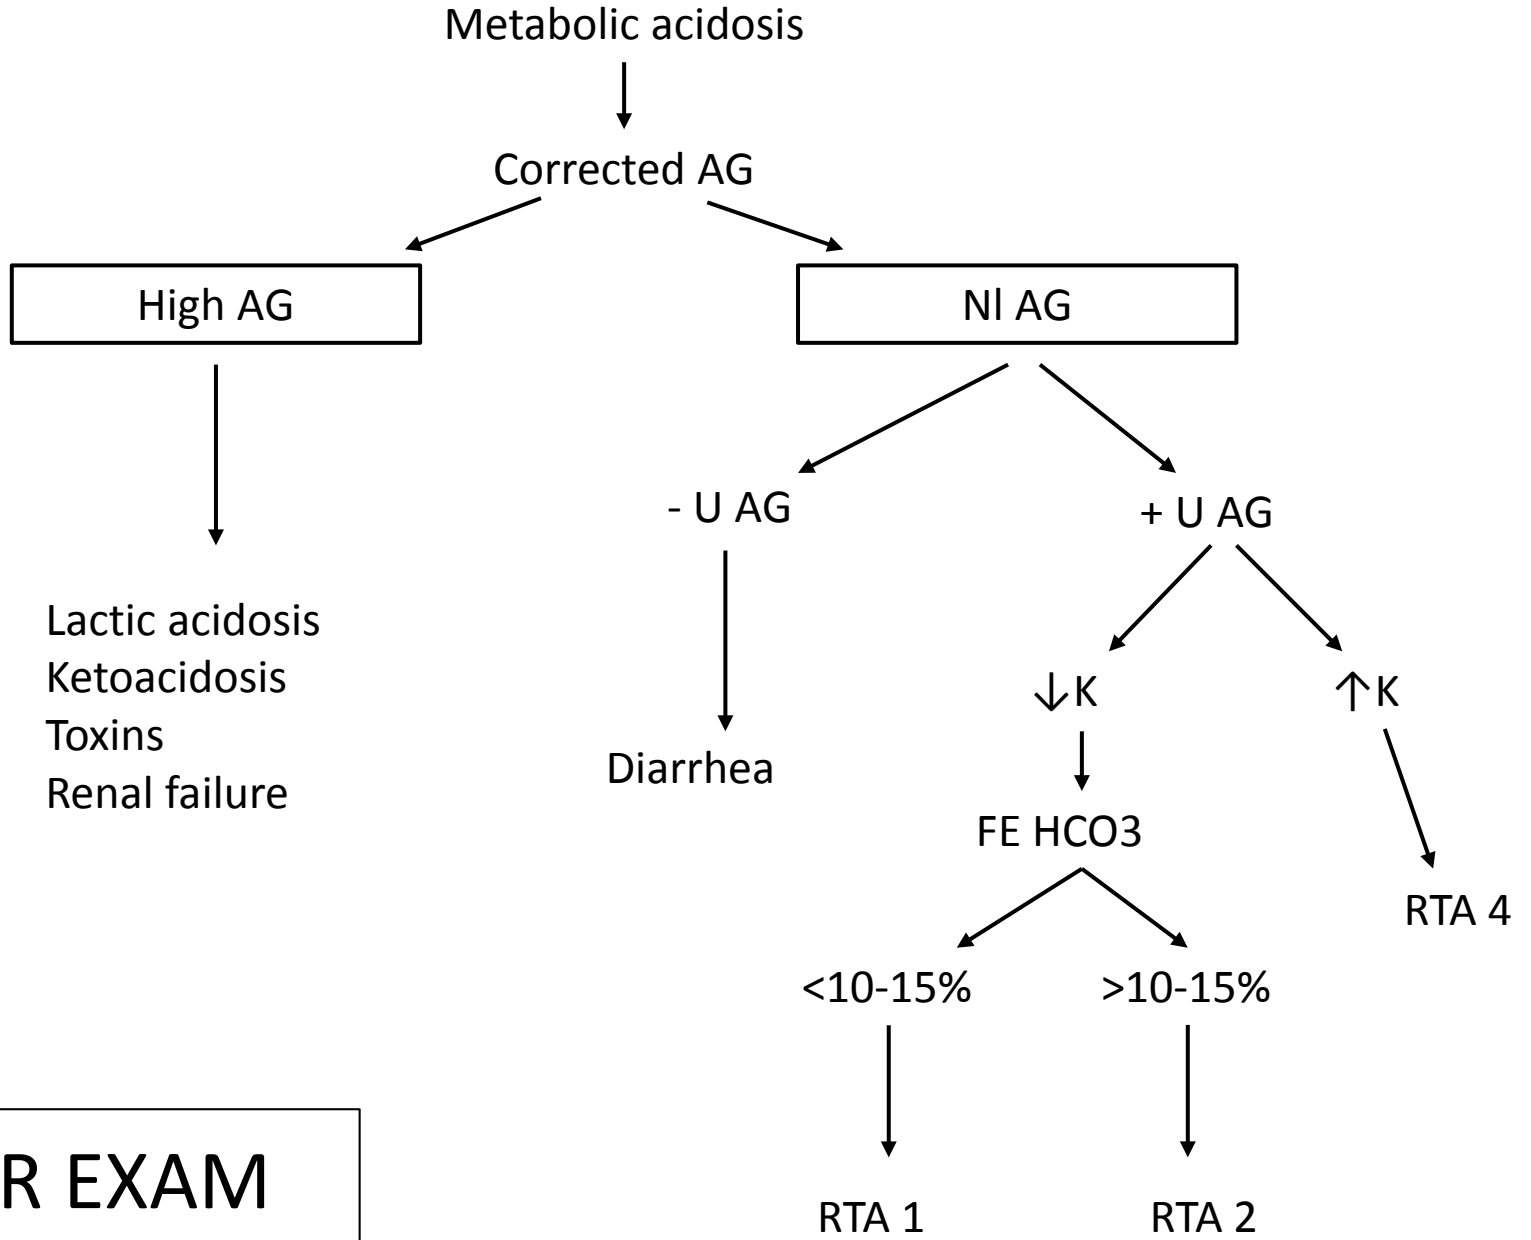 Metabolic acidosis
Corrected AG
High AG
Nl AG
- U AG
+ U AG
Lactic acidosis
Ketoacidosis
Toxins
Renal failure
↓K
↑K
Diarrhea
FE HCO3
RTA 4
<10-15%
>10-15%
R EXAM
RTA 1
RTA 2